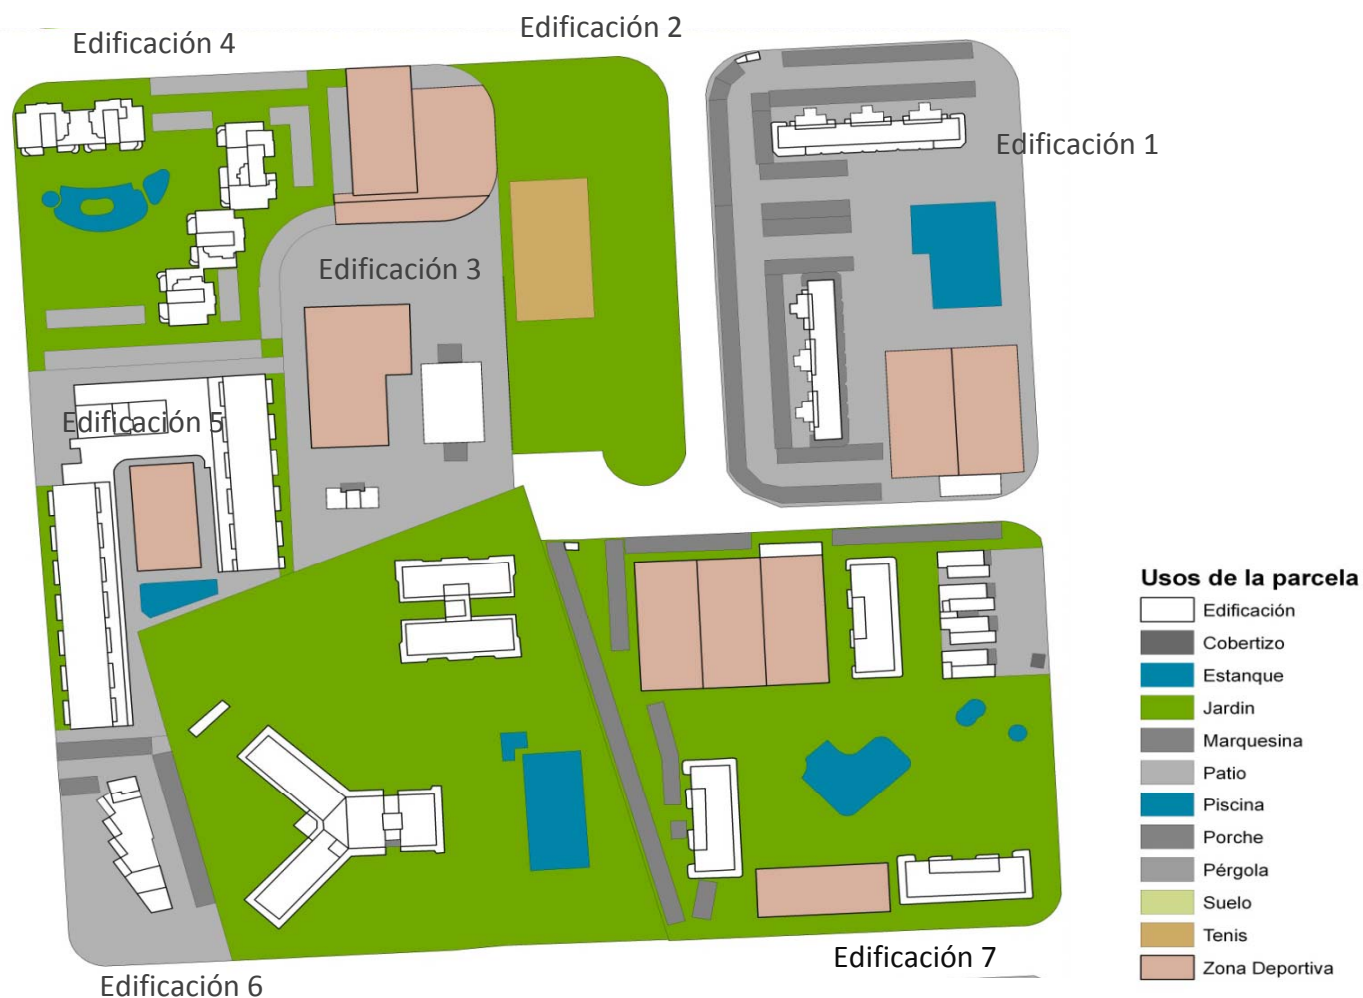 Edificación 2
Edificación 4
Edificación 1
Edificación 3
Edificación 5
Usos de la parcela
Edificación
Cobertizo
Estanque
Jardin
Marquesina
Patio
Piscina
Porche
Pérgola
Suelo
Tenis
Zona Deportiva
Edificación 7
Edificación 6